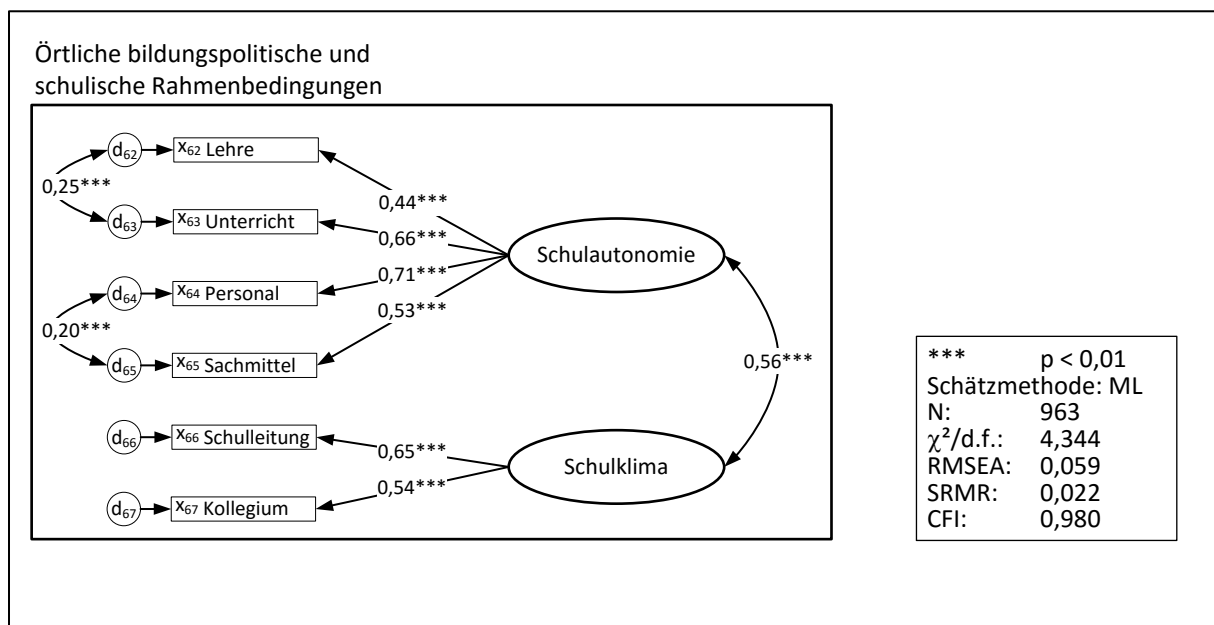 Örtliche bildungspolitische und
schulische Rahmenbedingungen
d₆₂ x₆₂ Lehre
0,25***
0,44***
d₆₃ x₆₃ Unterricht
0,66***
Schulautonomie
0,71***
d₆₄ x₆₄ Personal
0,53***
0,20***
d₆₅ x₆₅ Sachmittel
0,56***
d₆₆ x₆₆ Schulleitung
0,65***
Schulklima
0,54***
d₆₇ x₆₇ Kollegium
*** p < 0,01
Schätzmethode: ML
N: 963
χ²/d.f.: 4,344
RMSEA: 0,059
SRMR: 0,022
CFI: 0,980